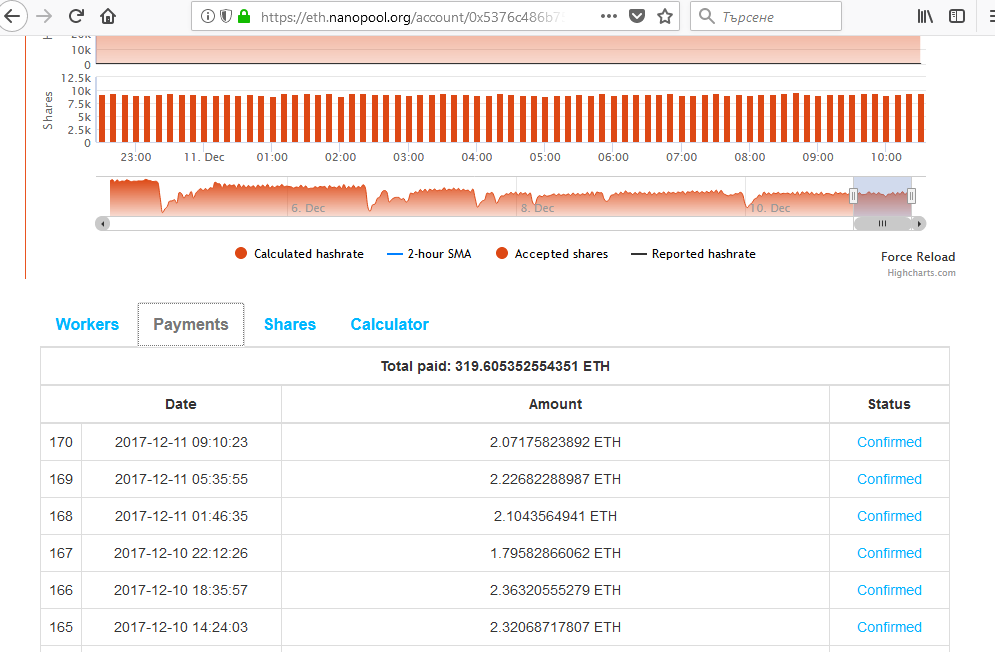 https://eth.nanopool.org/account/0x5376c486b7
Търсене
10k
0
Shares
12.5k
10k
7.5k
5k
2.5k
0
23:00 11. Dec 01:00 02:00 03:00 04:00 05:00 06:00 07:00 08:00 09:00 10:00
6. Dec 8. Dec 10. Dec
Calculated hashrate 2-hour SMA Accepted shares Reported hashrate
Force Reload
Highcharts.com
Workers Payments Shares Calculator
Total paid: 319.605352554351 ETH
Date Amount Status
170 2017-12-11 09:10:23 2.07175823892 ETH Confirmed
169 2017-12-11 05:35:55 2.22682288987 ETH Confirmed
168 2017-12-11 01:46:35 2.1043564941 ETH Confirmed
167 2017-12-10 22:12:26 1.79582866062 ETH Confirmed
166 2017-12-10 18:35:57 2.36320555279 ETH Confirmed
165 2017-12-10 14:24:03 2.32068717807 ETH Confirmed